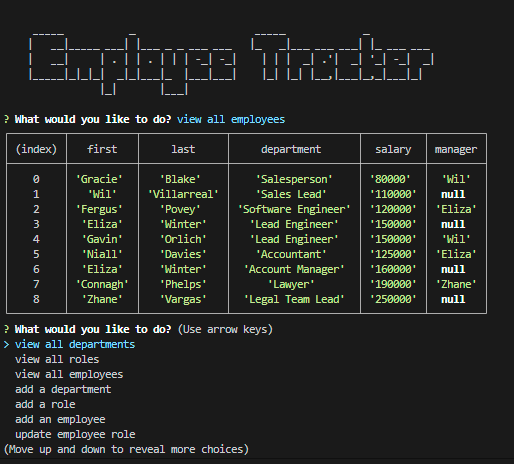 Employee Tracker
? What would you like to do? view all employees
(index) first last department salary manager
0 'Gracie' 'Blake' 'Salesperson' '80000' 'Wil'
1 'Wil' 'Villarreal' 'Sales Lead' '110000' null
2 'Fergus' 'Povey' 'Software Engineer' '120000' 'Eliza'
3 'Eliza' 'Winter' 'Lead Engineer' '150000' null
4 'Gavin' 'Orlich' 'Lead Engineer' '150000' 'Wil'
5 'Niall' 'Davies' 'Accountant' '125000' 'Eliza'
6 'Eliza' 'Winter' 'Account Manager' '160000' null
7 'Connagh' 'Phelps' 'Lawyer' '190000' 'Zhane'
8 'Zhane' 'Vargas' 'Legal Team Lead' '250000' null
? What would you like to do? (Use arrow keys)
> view all departments
view all roles
view all employees
add a department
add a role
add an employee
update employee role
(Move up and down to reveal more choices)